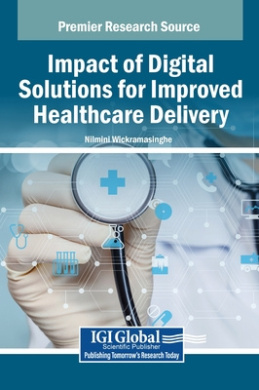 Premier Research Source
Impact of Digital
Solutions for Improved
Healthcare Delivery
Nilmini Wickramasinghe
IGI Global
Scientific Publisher
Publishing Tomorrow's Research Today